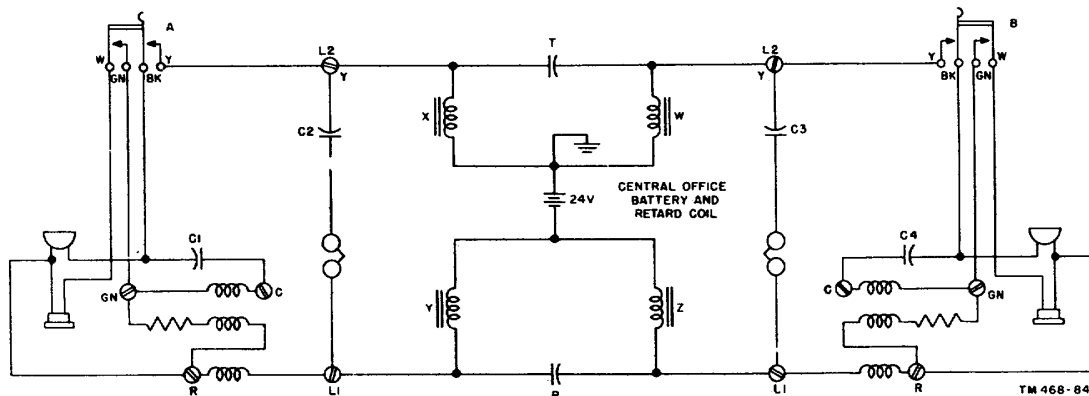 A
B
W GN BK Y
L2
Y
T
L2
Y
Y BK GN W
C2
X
W
C3
CENTRAL OFFICE
BATTERY AND
RETARD COIL
24V
C1
C4
GN
C
C
GN
Y
Z
R
L1
R
L1
R
TM 468-84